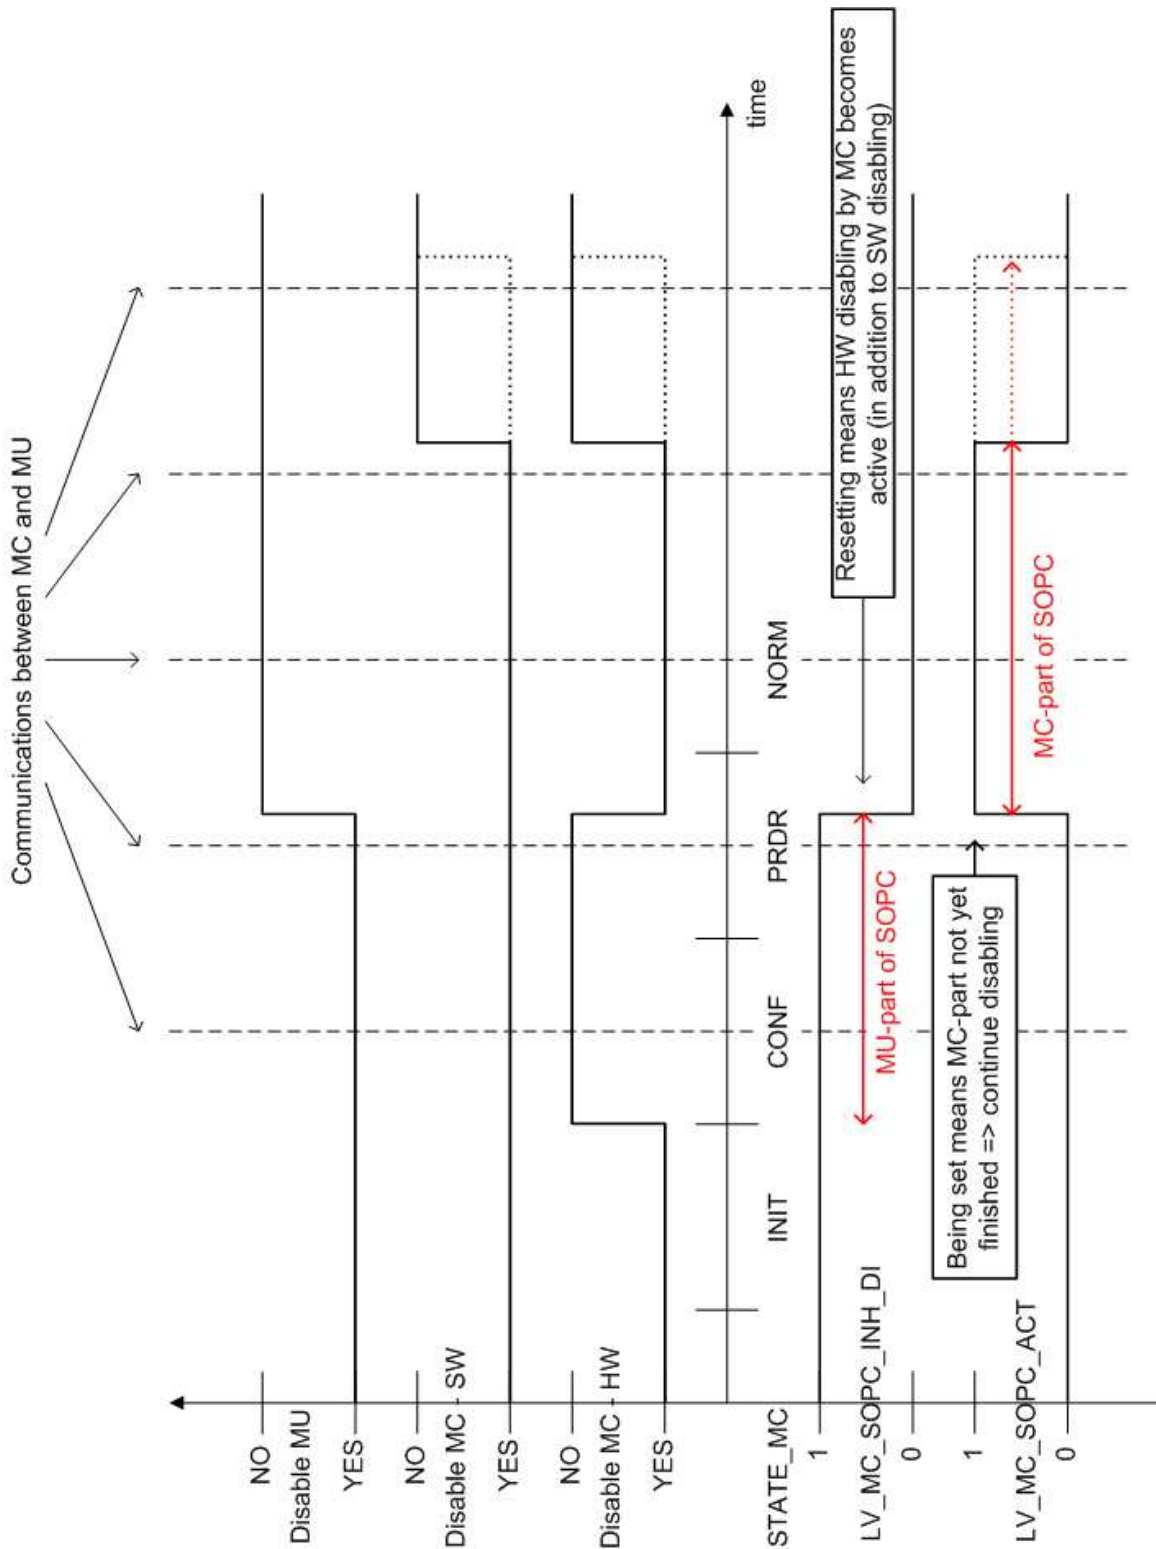 Communications between MC and MU
NO
Disable MU
YES
NO
Disable MC - SW
YES
NO
Disable MC - HW
YES
time
STATE_MC
INIT
CONF
PRDR
NORM
1
LV_MC_SOPC_INH_DI
0
MU-part of SOPC
Resetting means HW disabling by MC becomes
active (in addition to SW disabling)
1
LV_MC_SOPC_ACT
0
Being set means MC-part not yet
finished => continue disabling
MC-part of SOPC